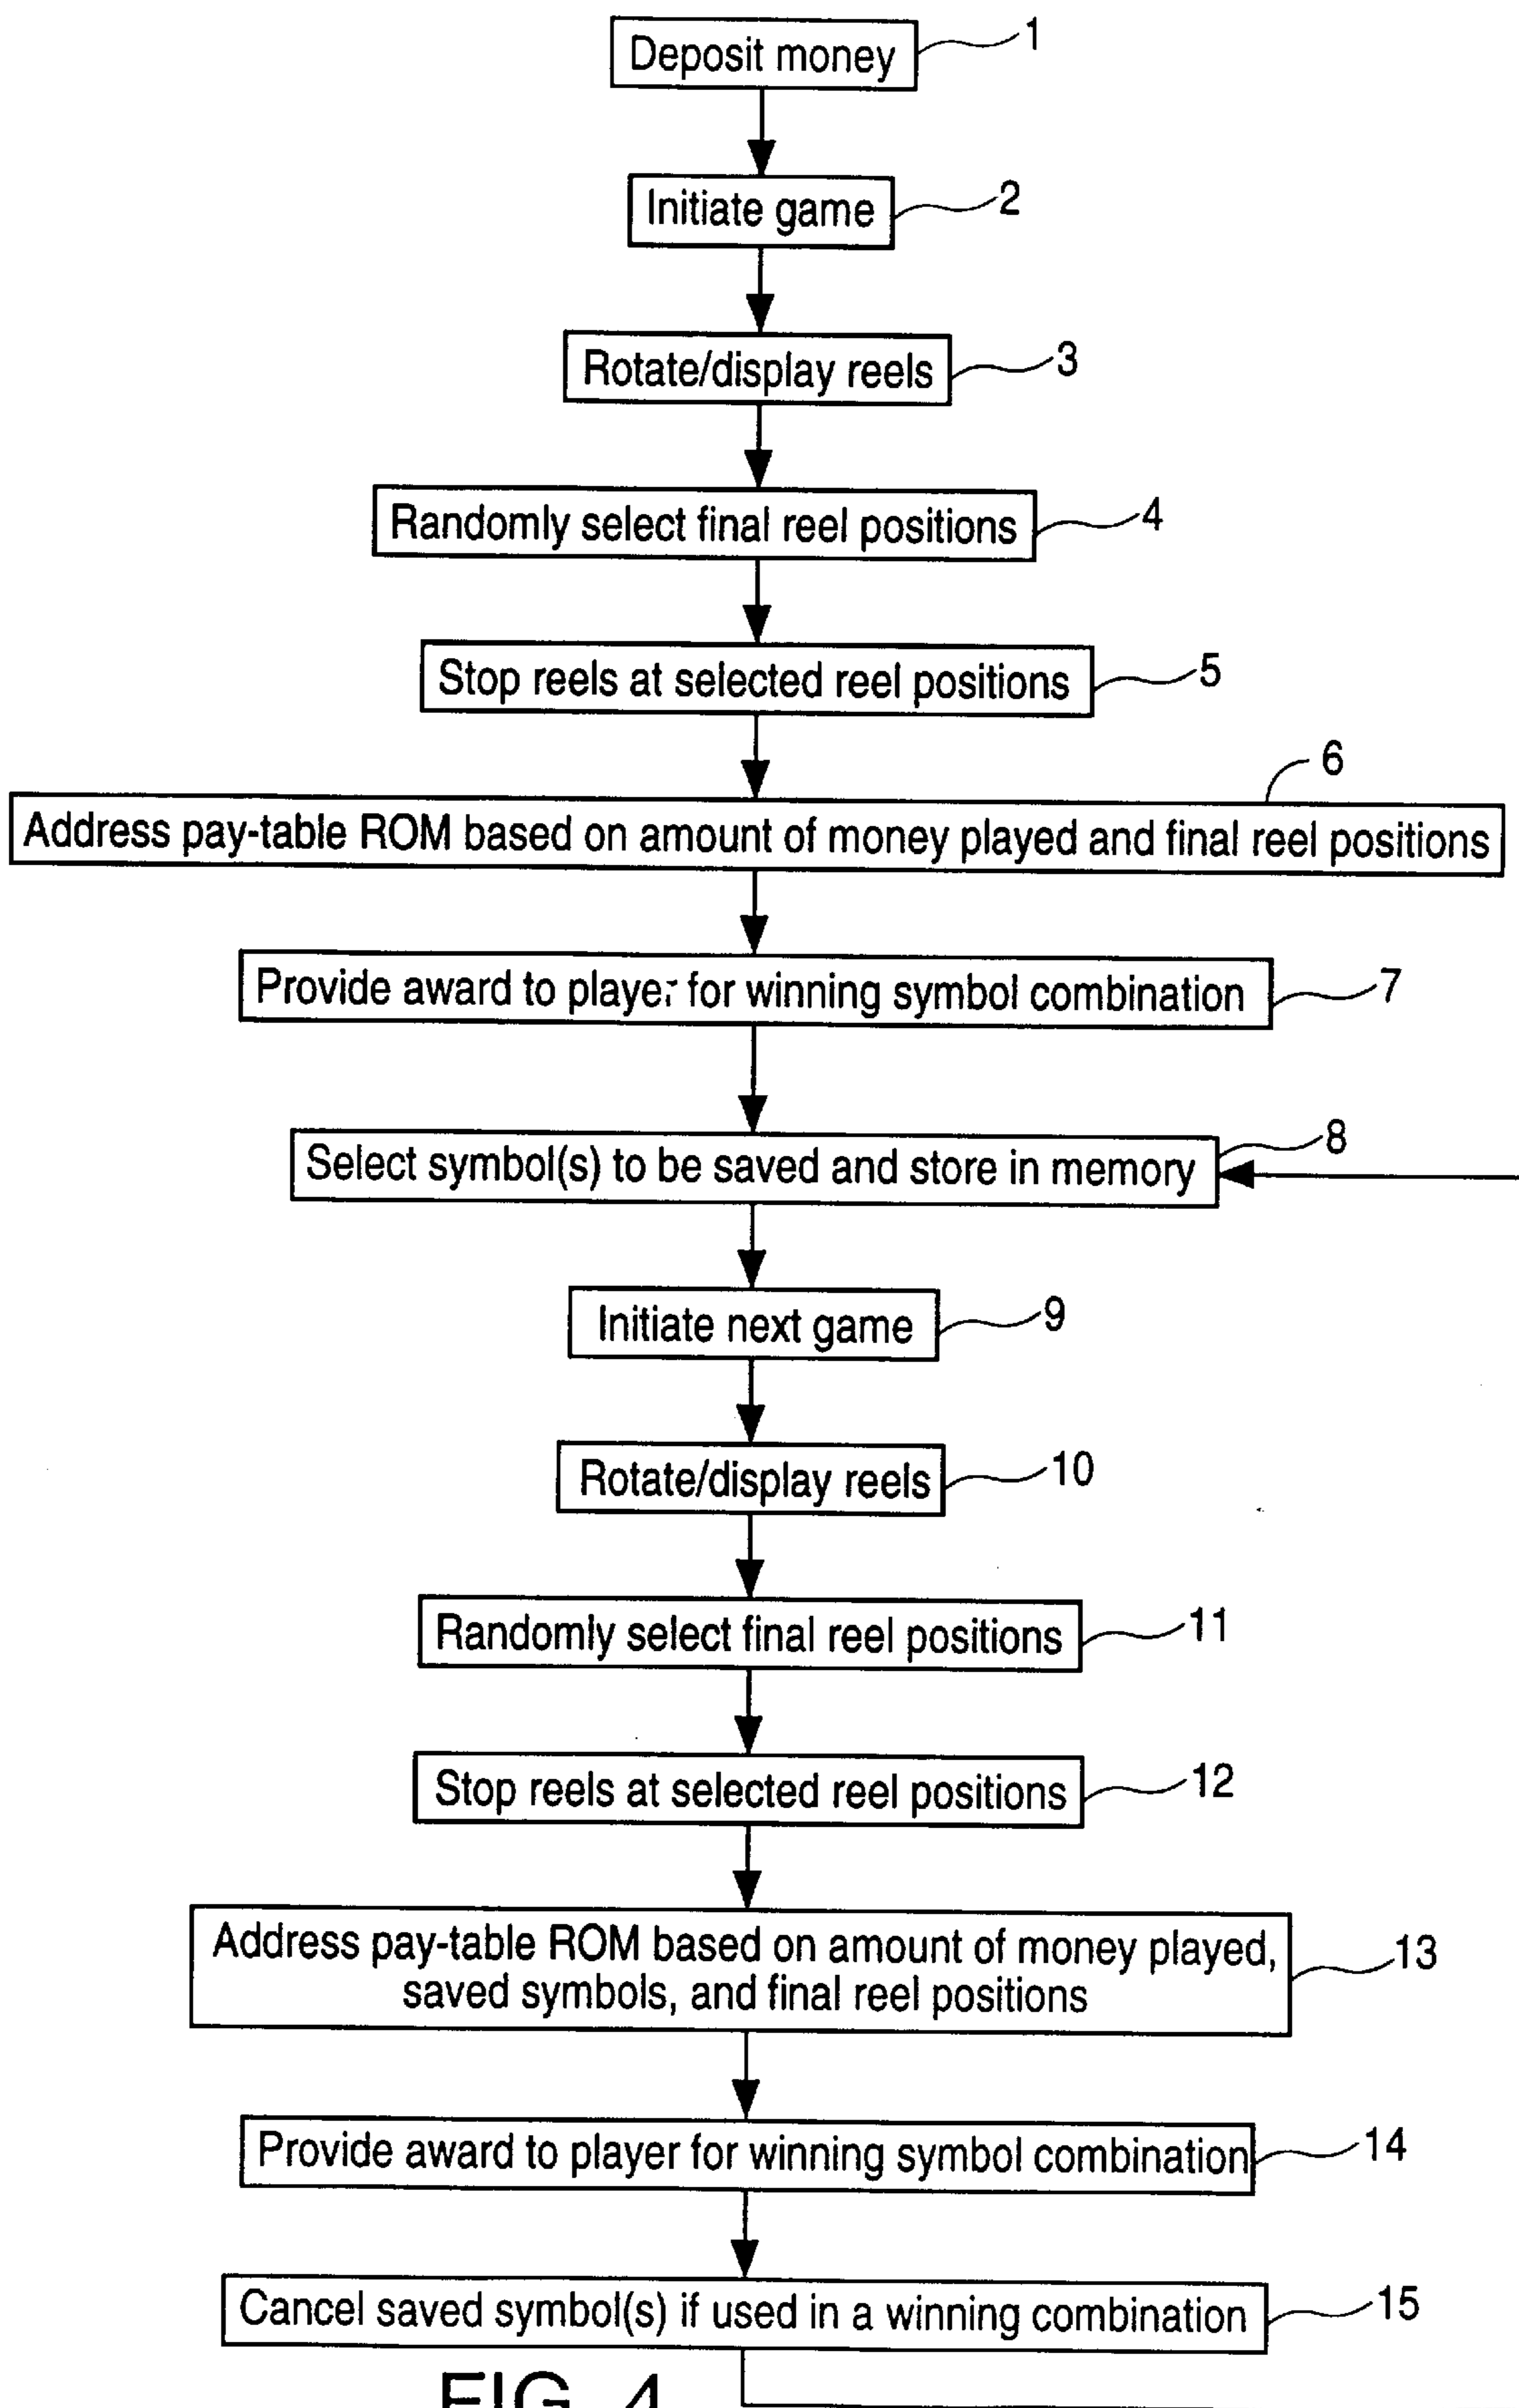 Deposit money 1
Initiate game 2
Rotate/display reels 3
Randomly select final reel positions 4
Stop reels at selected reel positions 5
6
Address pay-table ROM based on amount of money played and final reel positions
Provide award to player for winning symbol combination 7
Select symbol(s) to be saved and store in memory 8
Initiate next game 9
Rotate/display reels 10
Randomly select final reel positions 11
Stop reels at selected reel positions 12
Address pay-table ROM based on amount of money played, 13
saved symbols, and final reel positions
Provide award to player for winning symbol combination 14
Cancel saved symbol(s) if used in a winning combination 15
FIG. 4